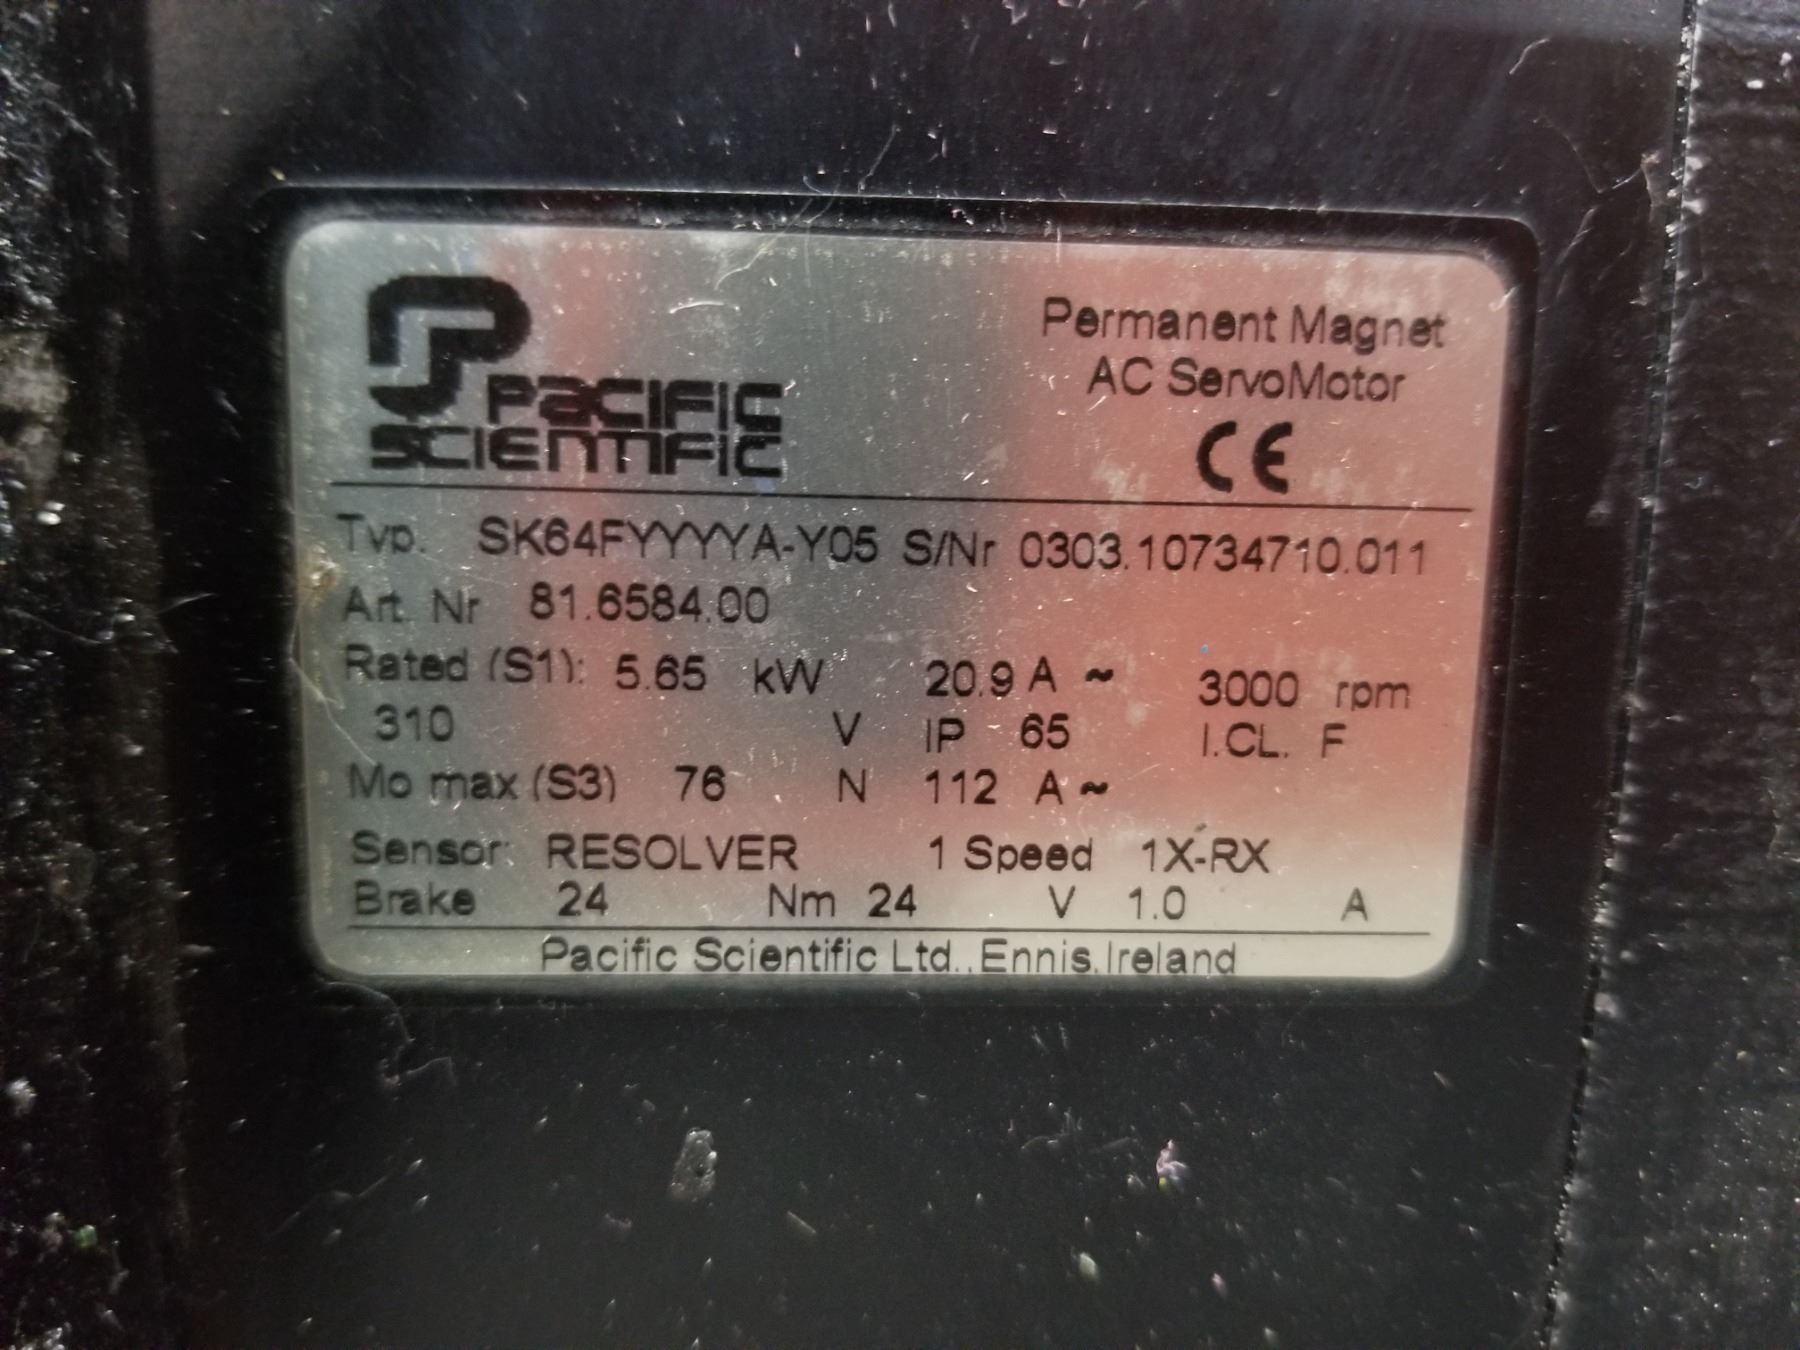 PACIFIC
SCIENTIFIC
Permanent Magnet
AC ServoMotor
CE
Typ. SK64FYYYYA-Y05 S/Nr 0303.10734710.011
Art. Nr 81.6584.00
Rated (S1): 5.65 kW 20.9 A ~ 3000 rpm
310 V IP 65 I.CL. F
Mo max (S3) 76 N 112 A ~
Sensor: RESOLVER 1 Speed 1X-RX
Brake 24 Nm 24 V 1.0 A
Pacific Scientific Ltd., Ennis, Ireland